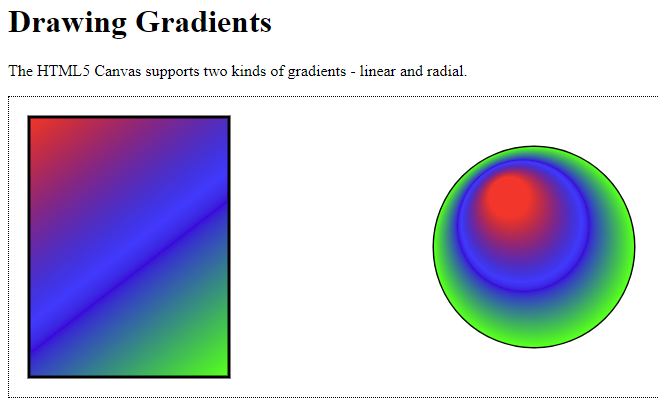 Drawing Gradients
The HTML5 Canvas supports two kinds of gradients - linear and radial.